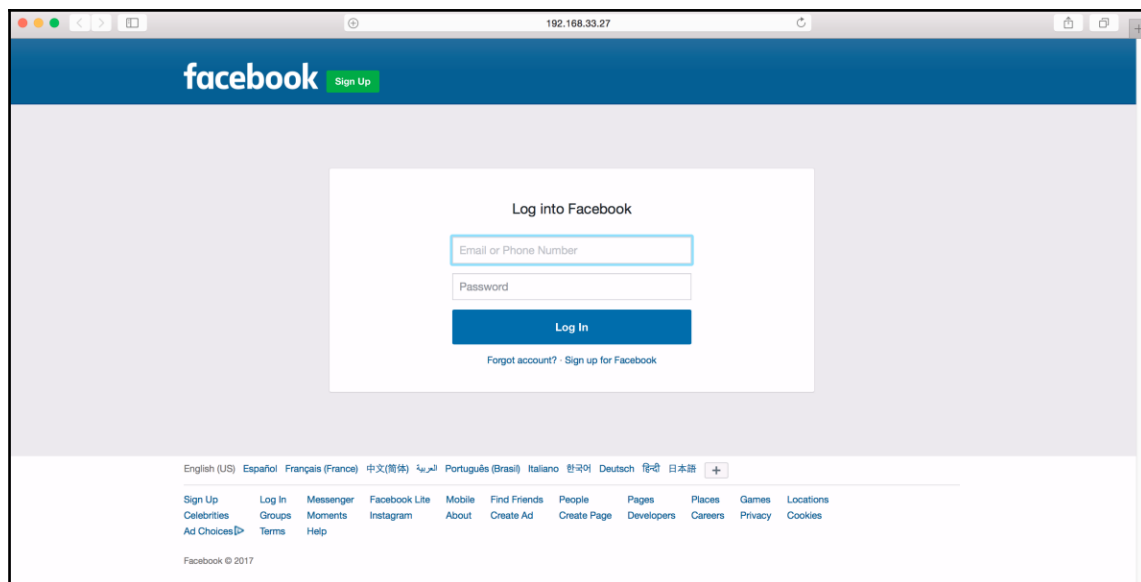 192.168.33.27
facebook Sign Up
Log into Facebook
Email or Phone Number
Password
Log In
Forgot account? · Sign up for Facebook
English (US) Español Français (France) 中文(简体) العربية Português (Brasil) Italiano 한국어 Deutsch हिन्दी 日本語 +
Sign Up Log In Messenger Facebook Lite Mobile Find Friends People Pages Places Games Locations
Celebrities Groups Moments Instagram About Create Ad Create Page Developers Careers Privacy Cookies
Ad Choices Terms Help
Facebook © 2017